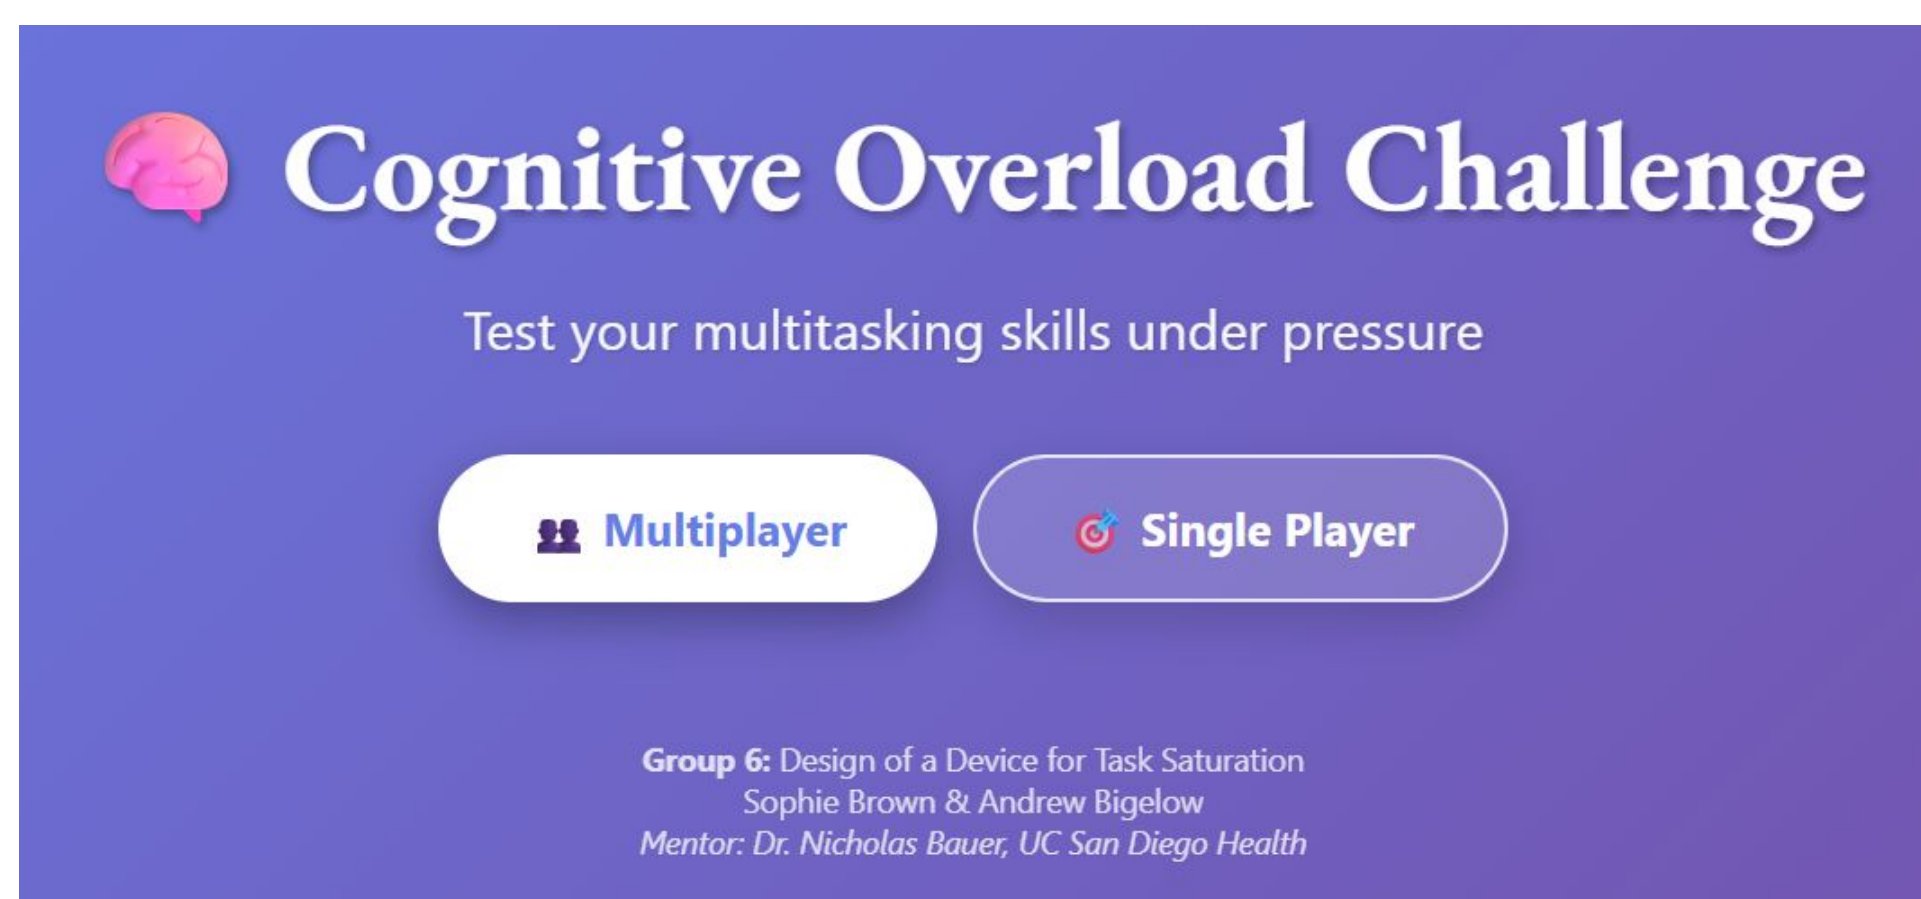 Cognitive Overload Challenge
Test your multitasking skills under pressure
Multiplayer
Single Player
Group 6: Design of a Device for Task Saturation
Sophie Brown & Andrew Bigelow
Mentor: Dr. Nicholas Bauer, UC San Diego Health